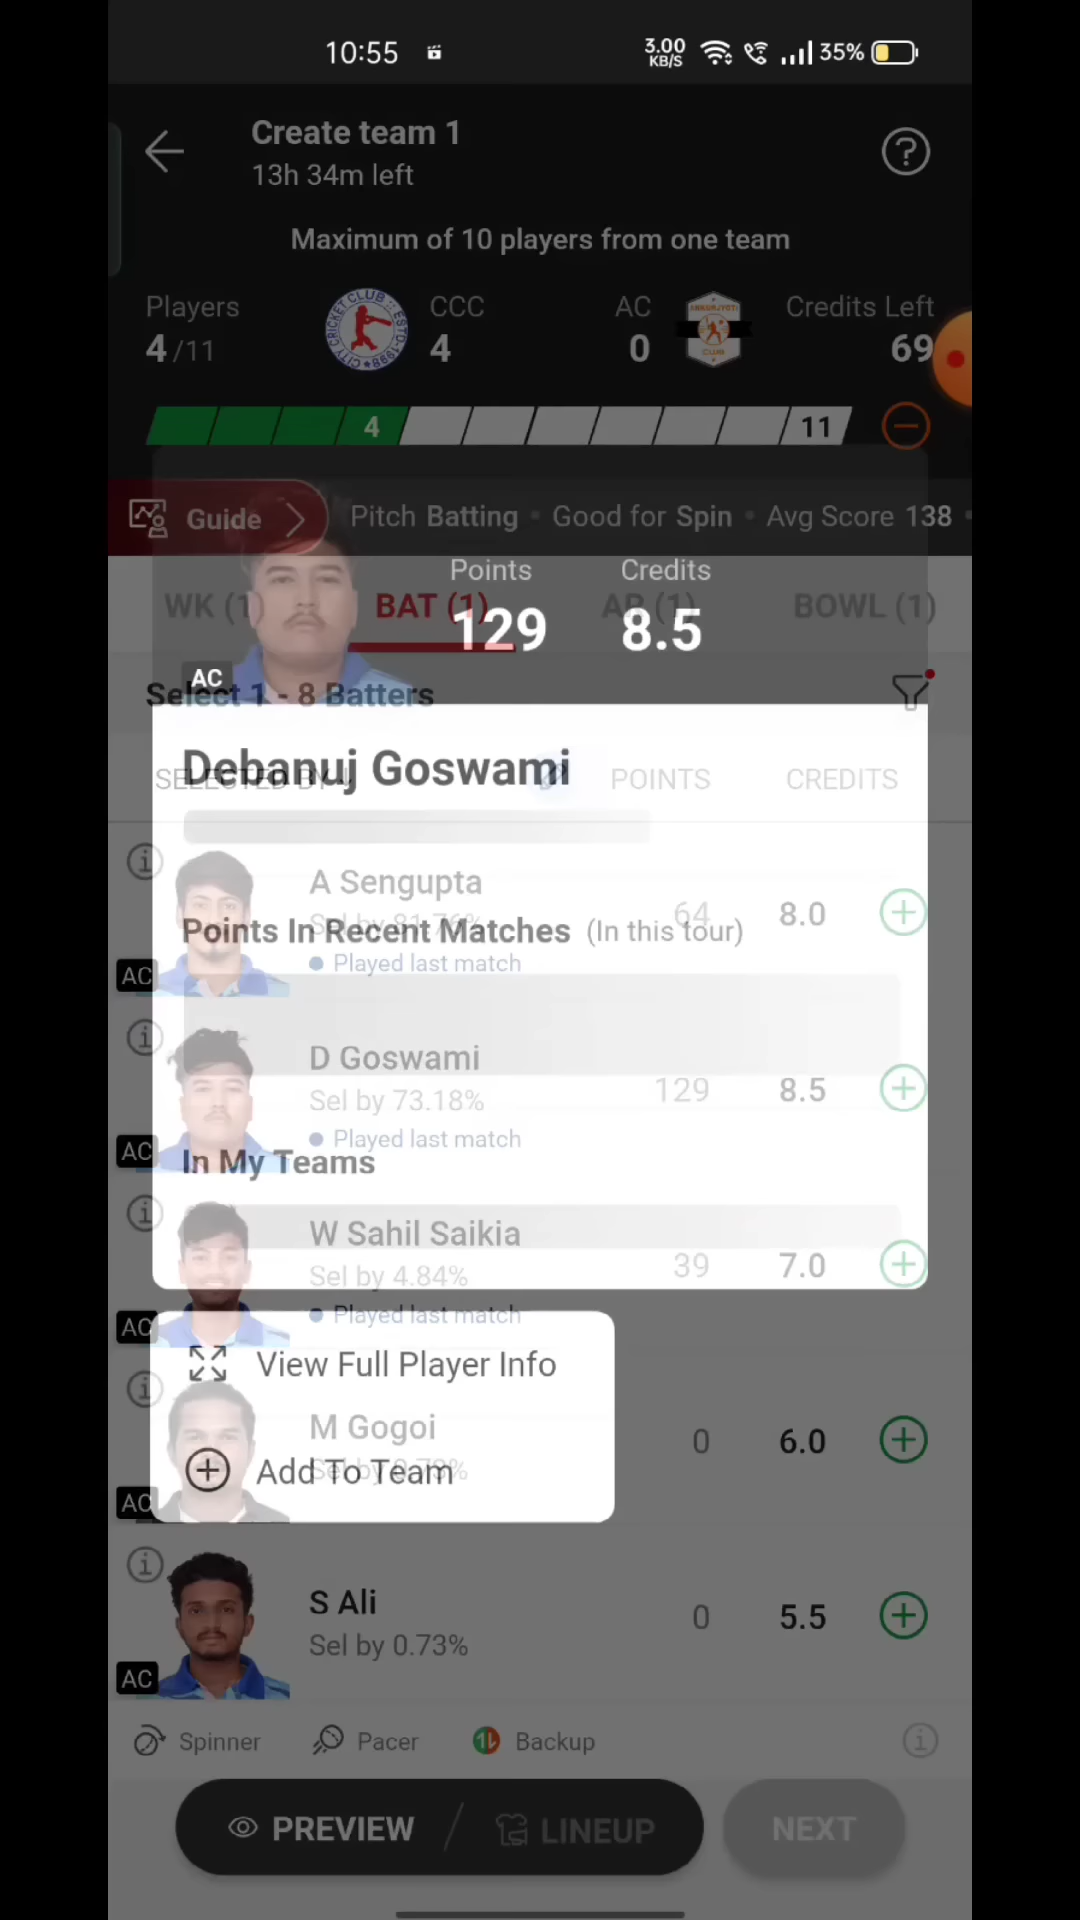 10:55
3.00 KB/S
35%
Create team 1
13h 34m left
Maximum of 10 players from one team
Players
4/11
CITY CRICKET CLUB ESTD-1998
CCC
4
AC
0
ANKURJYOTI CLUB
Credits Left
69
4
11
Guide
Pitch Batting • Good for Spin • Avg Score 138
Points
129
Credits
8.5
WK (1)
BAT (1)
AR (1)
BOWL (1)
AC
Select 1 - 8 Batters
Debanuj Goswami
SELECTED BY
POINTS
CREDITS
A Sengupta
Sel by 81.76%
64
8.0
Points In Recent Matches (In this tour)
Played last match
AC
D Goswami
Sel by 73.18%
129
8.5
Played last match
AC
In My Teams
W Sahil Saikia
Sel by 4.84%
39
7.0
Played last match
AC
View Full Player Info
M Gogoi
0
6.0
Add To Team
AC
S Ali
Sel by 0.73%
0
5.5
AC
Spinner
Pacer
Backup
PREVIEW
LINEUP
NEXT